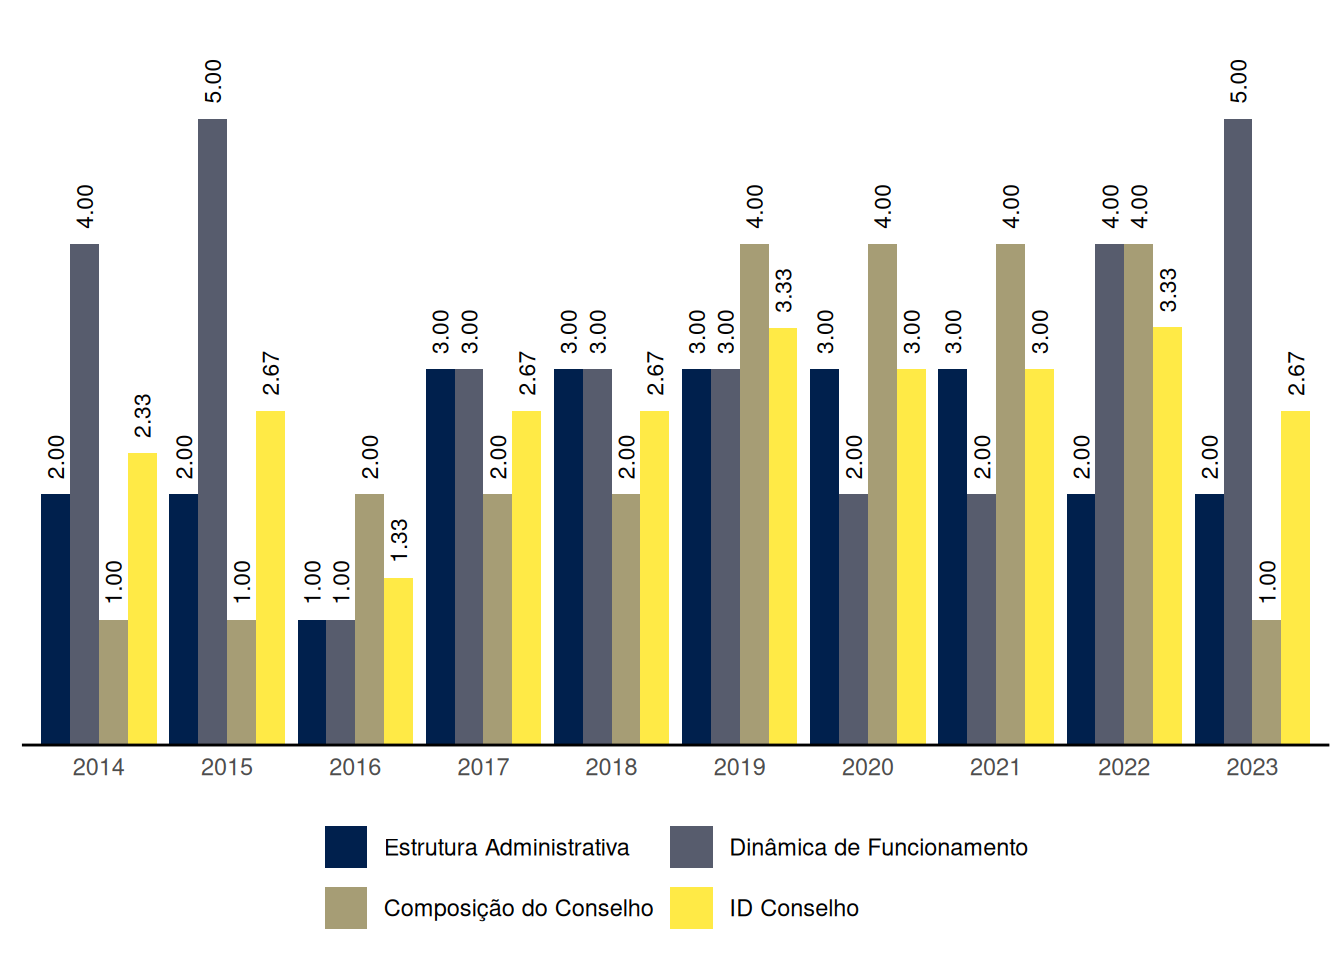 5.00 5.00
4.00 4.00 4.00 4.00 4.00 4.00
3.33 3.33
3.00 3.00 3.00 3.00 3.00 3.00 3.00 3.00 3.00 3.00
2.67 2.67 2.67 2.67
2.33
2.00 2.00 2.00 2.00 2.00 2.00 2.00 2.00 2.00
1.33
1.00 1.00 1.00 1.00 1.00
2014 2015 2016 2017 2018 2019 2020 2021 2022 2023
Estrutura Administrativa Dinâmica de Funcionamento
Composição do Conselho ID Conselho